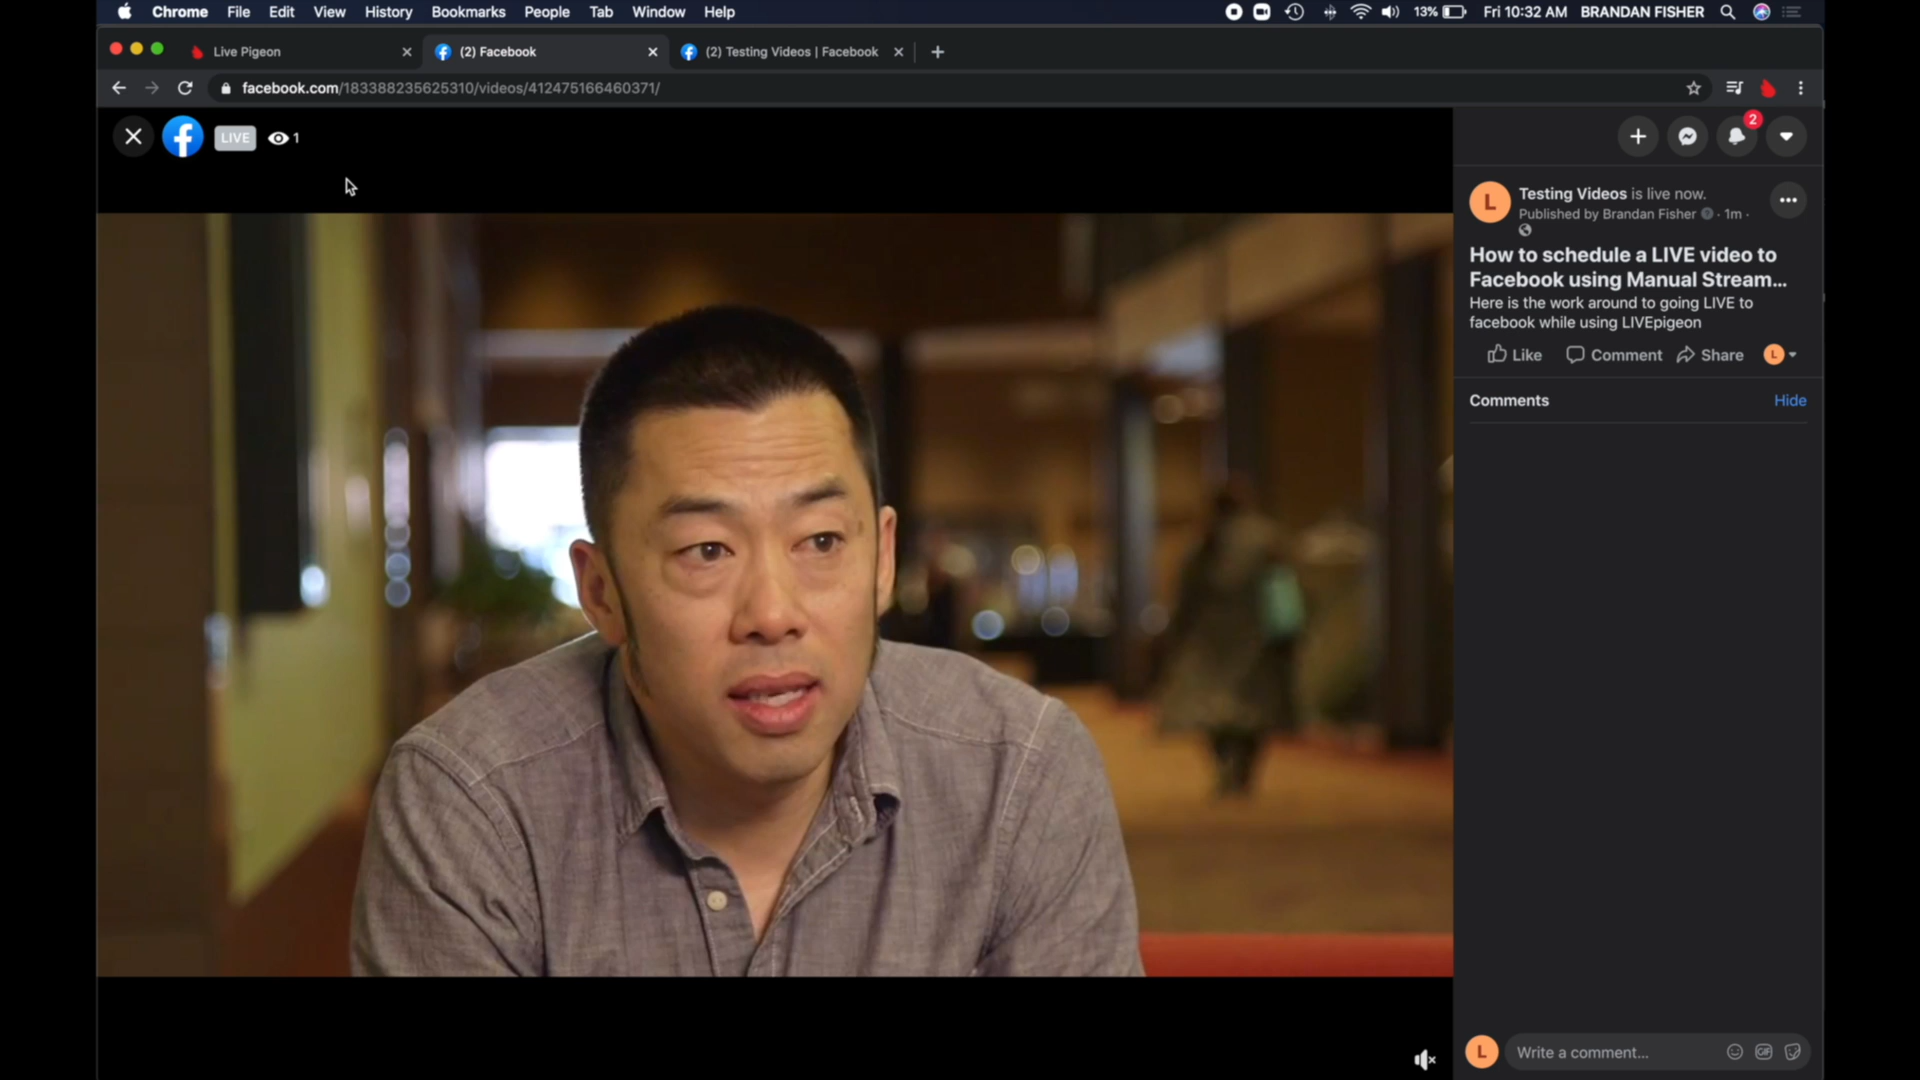 Chrome File Edit View History Bookmarks People Tab Window Help 13% Fri 10:32 AM BRANDAN FISHER
Live Pigeon (2) Facebook (2) Testing Videos | Facebook
facebook.com/183388235625310/videos/412475166460371/
LIVE 1
2
L
Testing Videos is live now.
Published by Brandan Fisher · 1m ·
How to schedule a LIVE video to
Facebook using Manual Stream...
Here is the work around to going LIVE to
facebook while using LIVEpigeon
Like Comment Share L
Comments Hide
L Write a comment... GIF